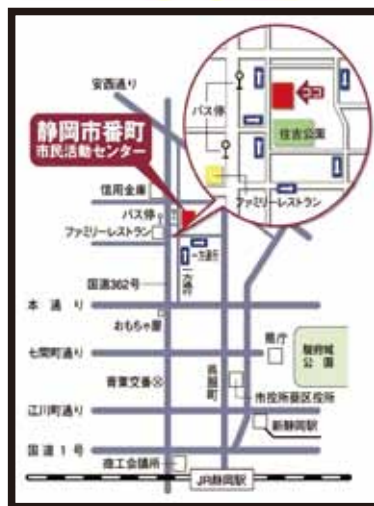 安西通り
静岡市番町
市民活動センター
バス停
ココ
住吉公園
ファミリーレストラン
信用金庫
バス停
ファミリーレストラン
一方通行
一方通行
国道362号
本通り
おもちゃ屋
七間町通り
県庁
駿府城
公園
呉服町
青葉交番
市役所葵区役所
江川町通り
新静岡駅
国道1号
商工会議所
JR静岡駅